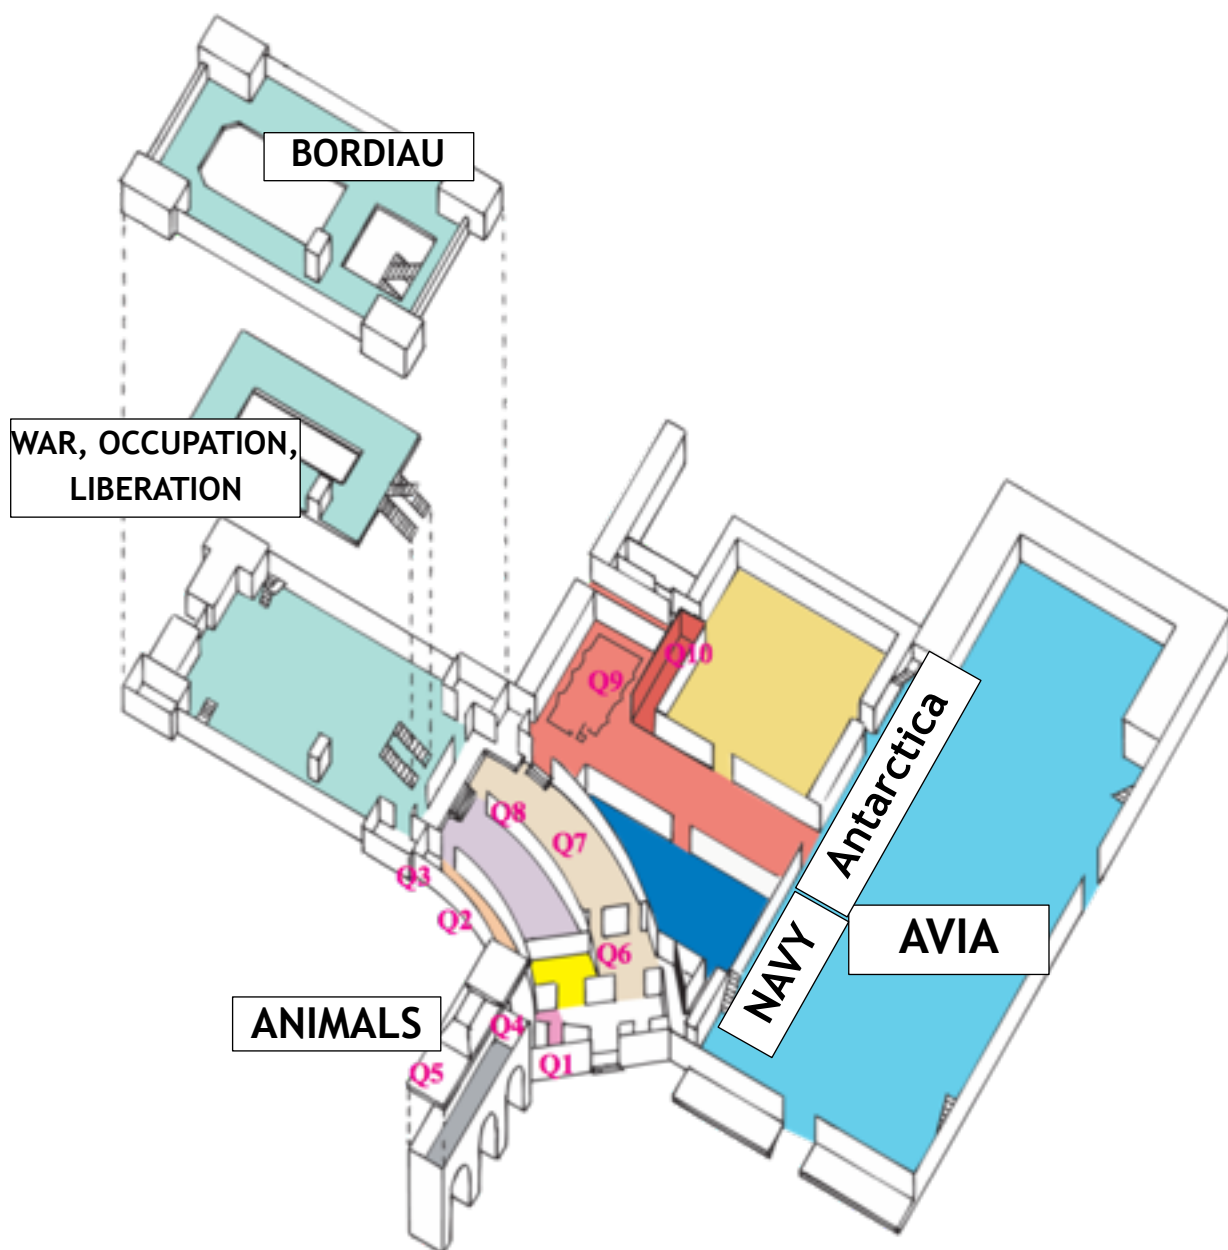 BORDIAU
WAR, OCCUPATION,
LIBERATION
Q10
Q9
Antarctica
Q8
Q7
Q3
Q2
NAVY
AVIA
Q6
ANIMALS
Q4
Q1
Q5